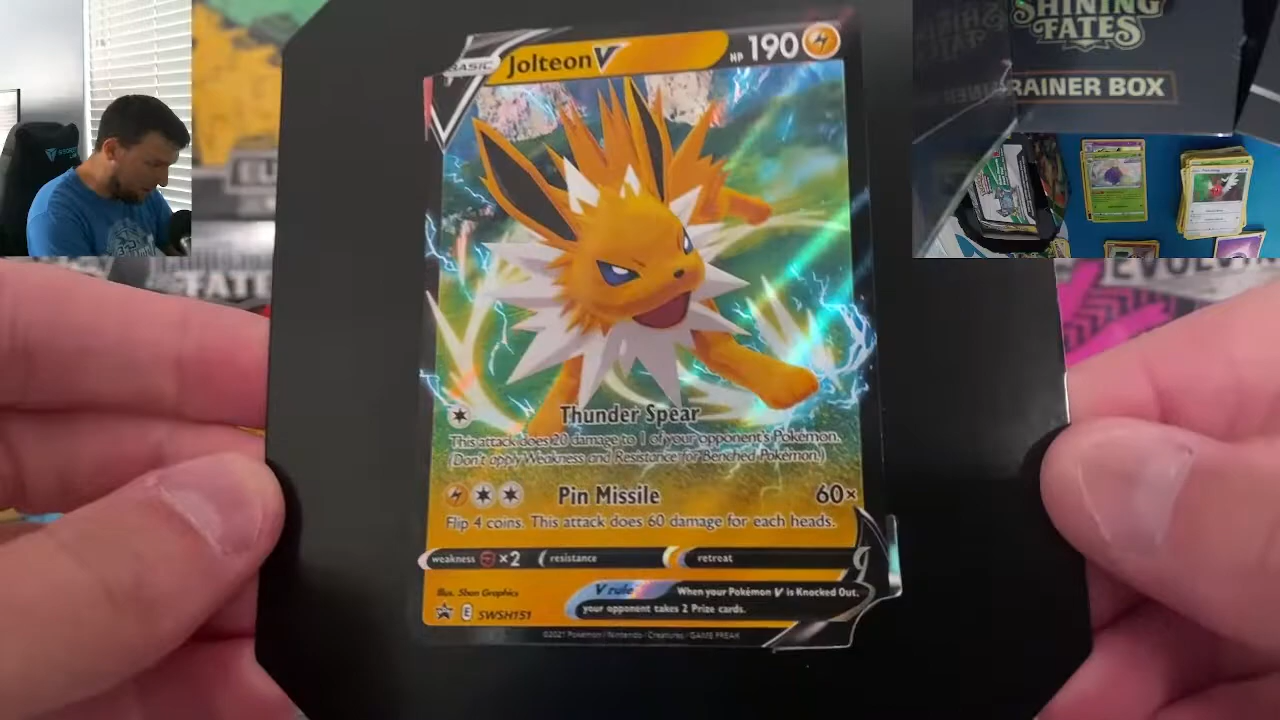 BASIC
Jolteon V
HP 190
Thunder Spear
This attack does 20 damage to 1 of your opponent's Pokémon.
(Don't apply Weakness and Resistance for Benched Pokémon.)
Pin Missile 60×
Flip 4 coins. This attack does 60 damage for each heads.
weakness ×2 resistance retreat
Illus. 5ban Graphics
E SWSH151
V rule When your Pokémon V is Knocked Out,
your opponent takes 2 Prize cards.
©2021 Pokémon / Nintendo / Creatures / GAME FREAK
SHINING
FATES
TRAINER BOX
FATE
EVOLVI